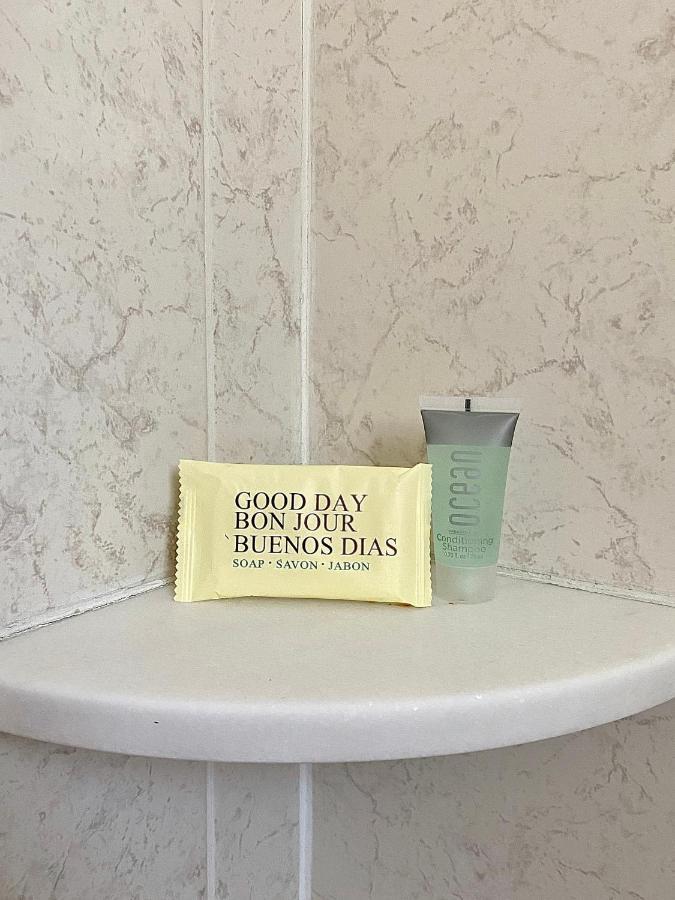 GOOD DAY
BON JOUR
`BUENOS DIAS
SOAP · SAVON · JABON
ocean
Conditioning
Shampoo